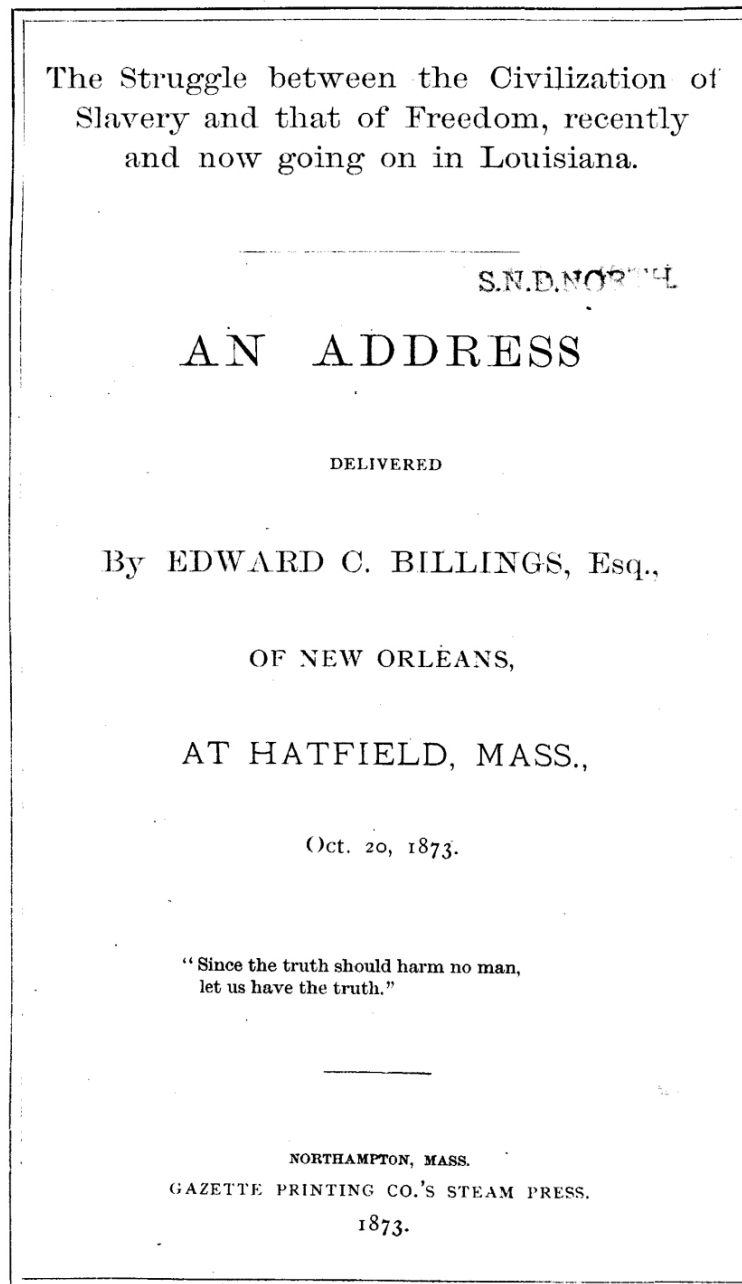 The Struggle between the Civilization of
Slavery and that of Freedom, recently
and now going on in Louisiana.
S.N.D.
AN ADDRESS
DELIVERED
By EDWARD C. BILLINGS, Esq.,
OF NEW ORLEANS,
AT HATFIELD, MASS.,
Oct. 20, 1873.
“Since the truth should harm no man,
let us have the truth.”
NORTHAMPTON, MASS.
GAZETTE PRINTING CO.'S STEAM PRESS.
1873.